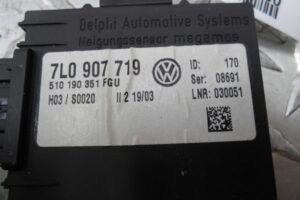 Delphi Automotive Systems
Neigungssensor megamos
7L0 907 719
ID: 170
510 190 351 FGU
Ser: 08691
H03 / S0020
II 2 19/03
LNR: 030051